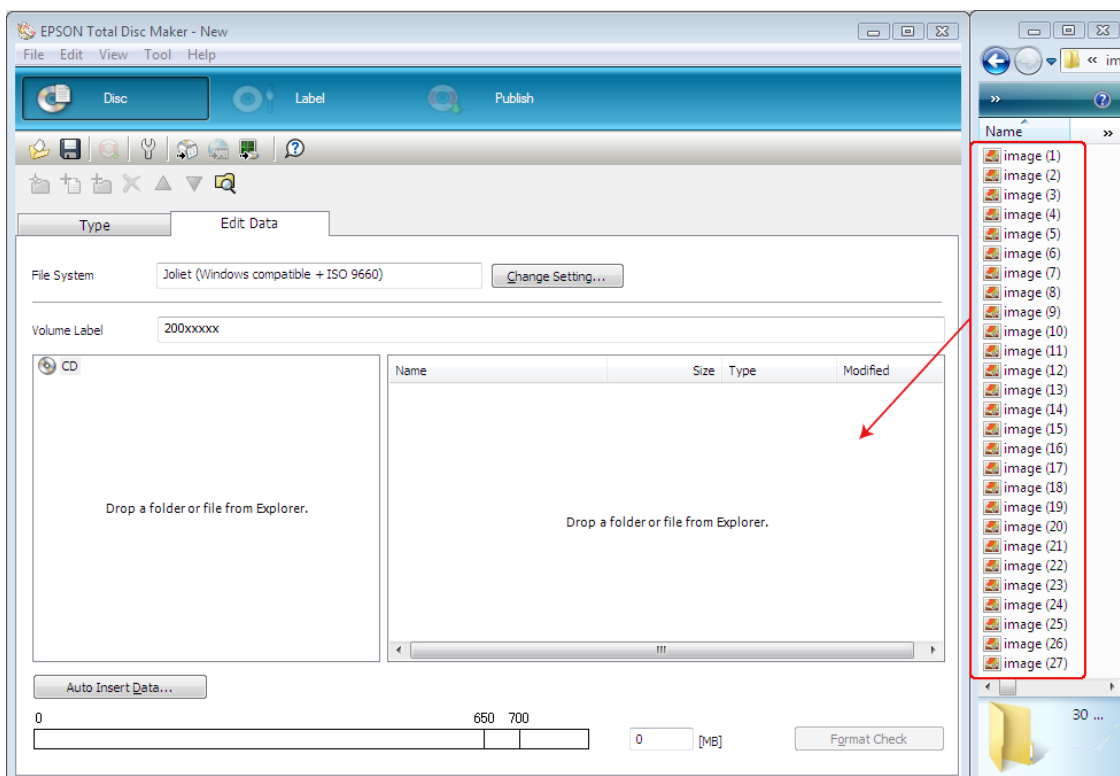 EPSON Total Disc Maker - New
File Edit View Tool Help
Disc Label Publish
Type Edit Data
File System Joliet (Windows compatible + ISO 9660) Change Setting...
Volume Label 200xxxxx
CD
Name Size Type Modified
Drop a folder or file from Explorer.
Drop a folder or file from Explorer.
Auto Insert Data...
0 650 700
0 [MB] Format Check
« im
»
Name »
image (1)
image (2)
image (3)
image (4)
image (5)
image (6)
image (7)
image (8)
image (9)
image (10)
image (11)
image (12)
image (13)
image (14)
image (15)
image (16)
image (17)
image (18)
image (19)
image (20)
image (21)
image (22)
image (23)
image (24)
image (25)
image (26)
image (27)
30 ...